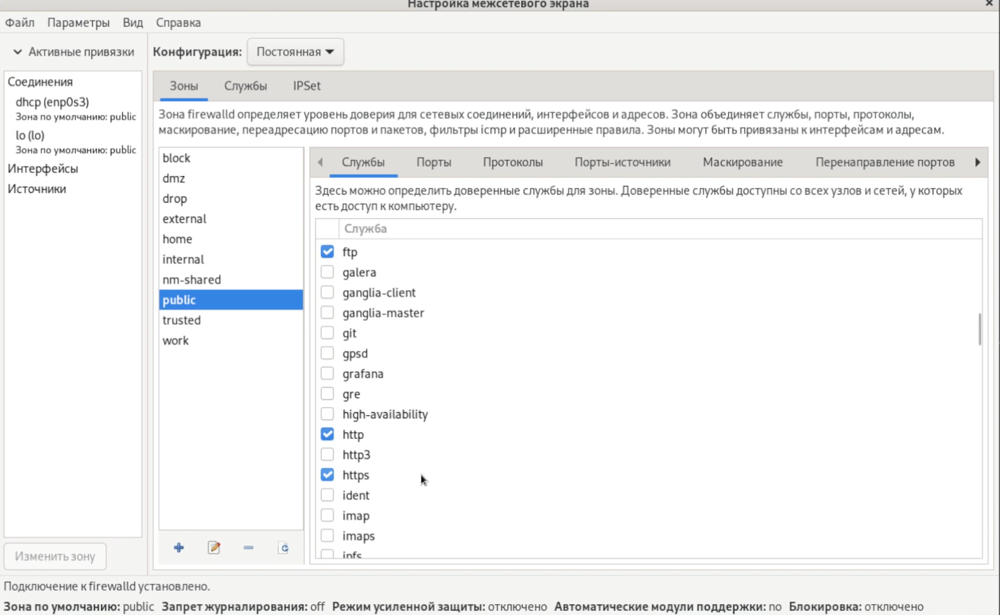 Настройка межсетевого экрана
Файл Параметры Вид Справка
Активные привязки
Конфигурация: Постоянная
Соединения
dhcp (enp0s3)
Зона по умолчанию: public
lo (lo)
Зона по умолчанию: public
Интерфейсы
Источники
Изменить зону
Зоны Службы IPSet
Зона firewalld определяет уровень доверия для сетевых соединений, интерфейсов и адресов. Зона объединяет службы, порты, протоколы,
маскирование, переадресацию портов и пакетов, фильтры icmp и расширенные правила. Зоны могут быть привязаны к интерфейсам и адресам.
block
dmz
drop
external
home
internal
nm-shared
public
trusted
work
Службы Порты Протоколы Порты-источники Маскирование Перенаправление портов
Здесь можно определить доверенные службы для зоны. Доверенные службы доступны со всех узлов и сетей, у которых
есть доступ к компьютеру.
Служба
ftp
galera
ganglia-client
ganglia-master
git
gpsd
grafana
gre
high-availability
http
http3
https
ident
imap
imaps
ipfs
Подключение к firewalld установлено.
Зона по умолчанию: public Запрет журналирования: off Режим усиленной защиты: отключено Автоматические модули поддержки: no Блокировка: отключено